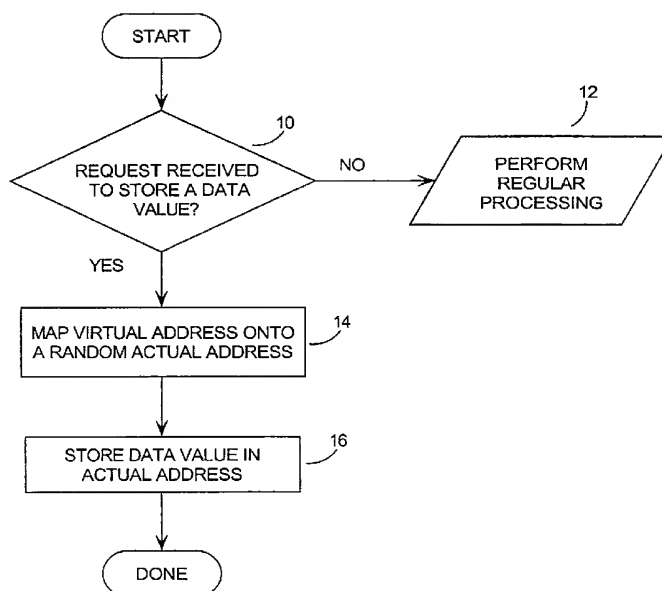 START
10
REQUEST RECEIVED
TO STORE A DATA
VALUE?
NO
12
PERFORM
REGULAR
PROCESSING
YES
MAP VIRTUAL ADDRESS ONTO
A RANDOM ACTUAL ADDRESS
14
STORE DATA VALUE IN
ACTUAL ADDRESS
16
DONE